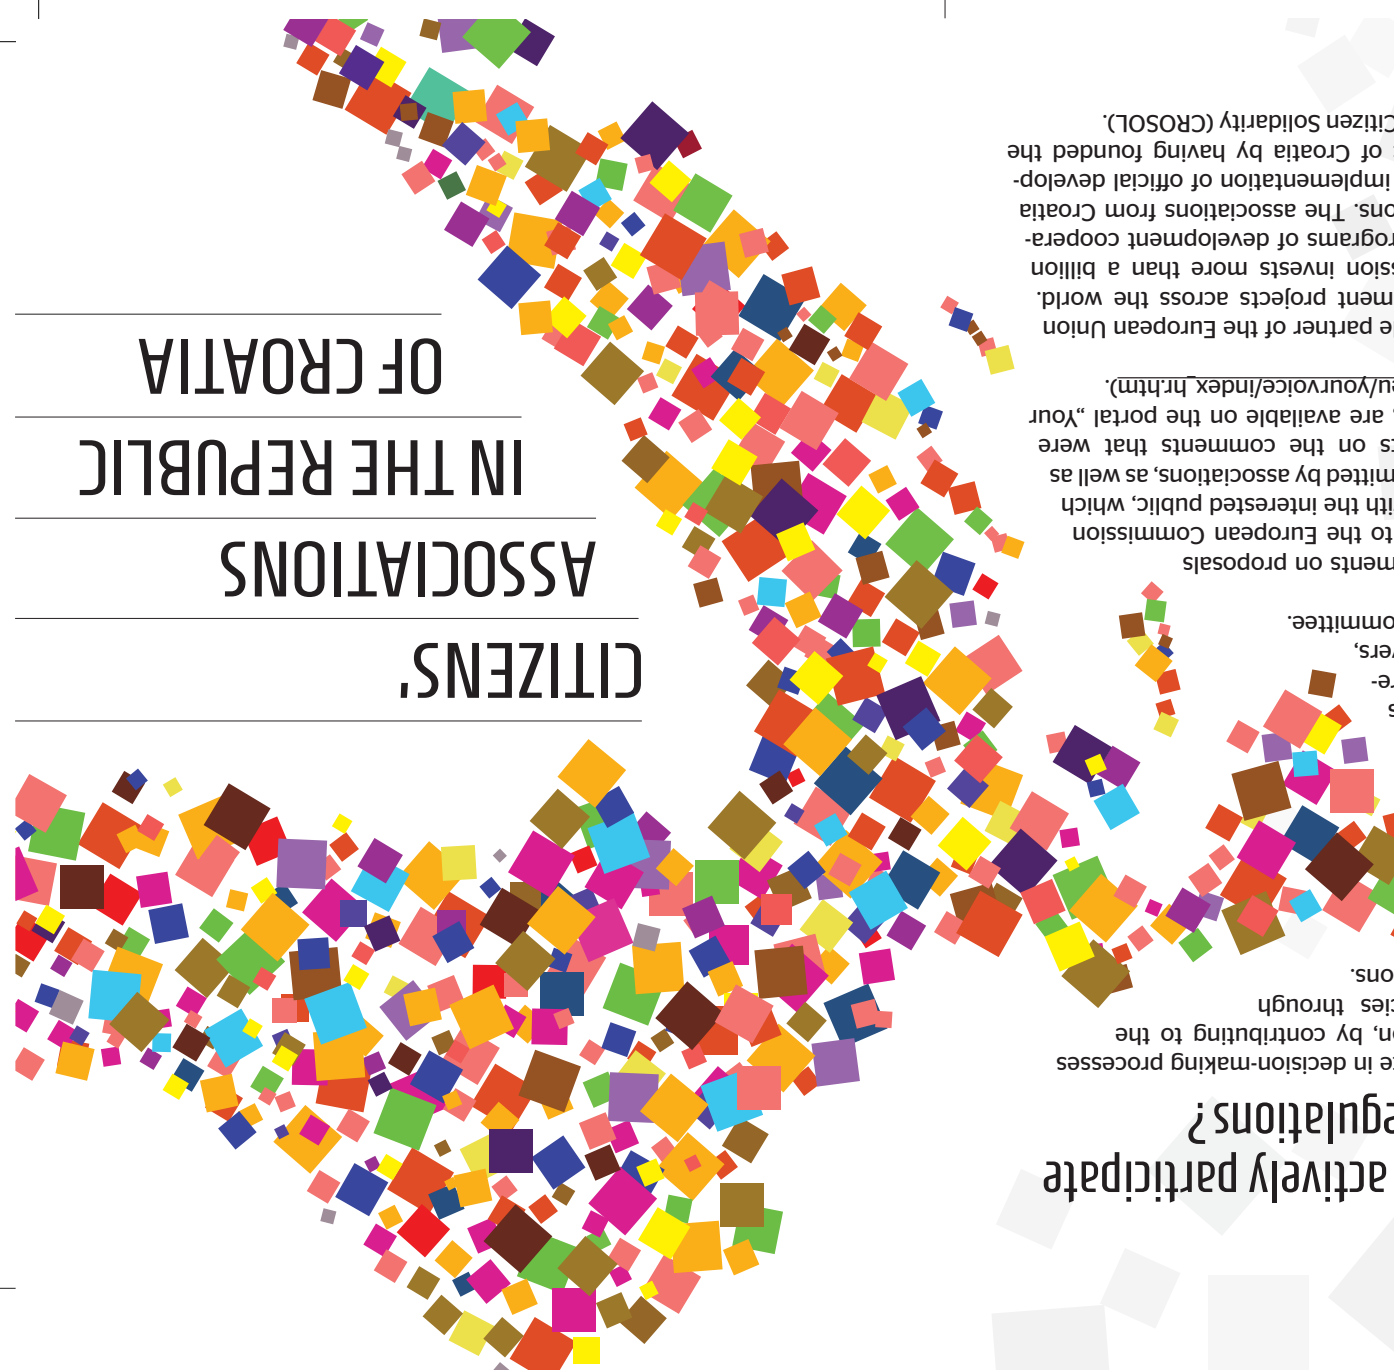 actively participate
egulations?
te in decision-making processes
on, by contributing to the
cies through
ons.
s
re-
vers,
ommittee.
ments on proposals
to the European Commission
ith the interested public, which
mitted by associations, as well as
ts on the comments that were
, are available on the portal „Your
eu/yourvoice/index_hr.htm).
e partner of the European Union
ment projects across the world.
ssion invests more than a billion
rograms of development coopera-
ons. The associations from Croatia
implementation of official develop-
of Croatia by having founded the
Citizen Solidarity (CROSOL).
CITIZENS'
ASSOCIATIONS
IN THE REPUBLIC
OF CROATIA